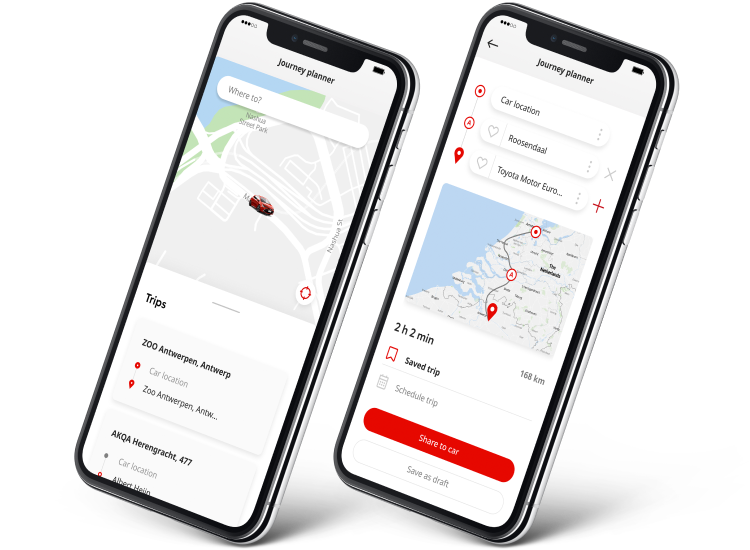 Journey planner
Where to?
Nashua
Street Park
Nashua St
Trips
ZOO Antwerpen, Antwerp
Car location
Zoo Antwerpen, Antw...
AKQA Herengracht, 477
Car location
Albert Heijn
Journey planner
Car location
A
Roosendaal
Toyota Motor Euro...
The
Netherlands
A
2 h 2 min
168 km
Saved trip
Schedule trip
Share to car
Save as draft